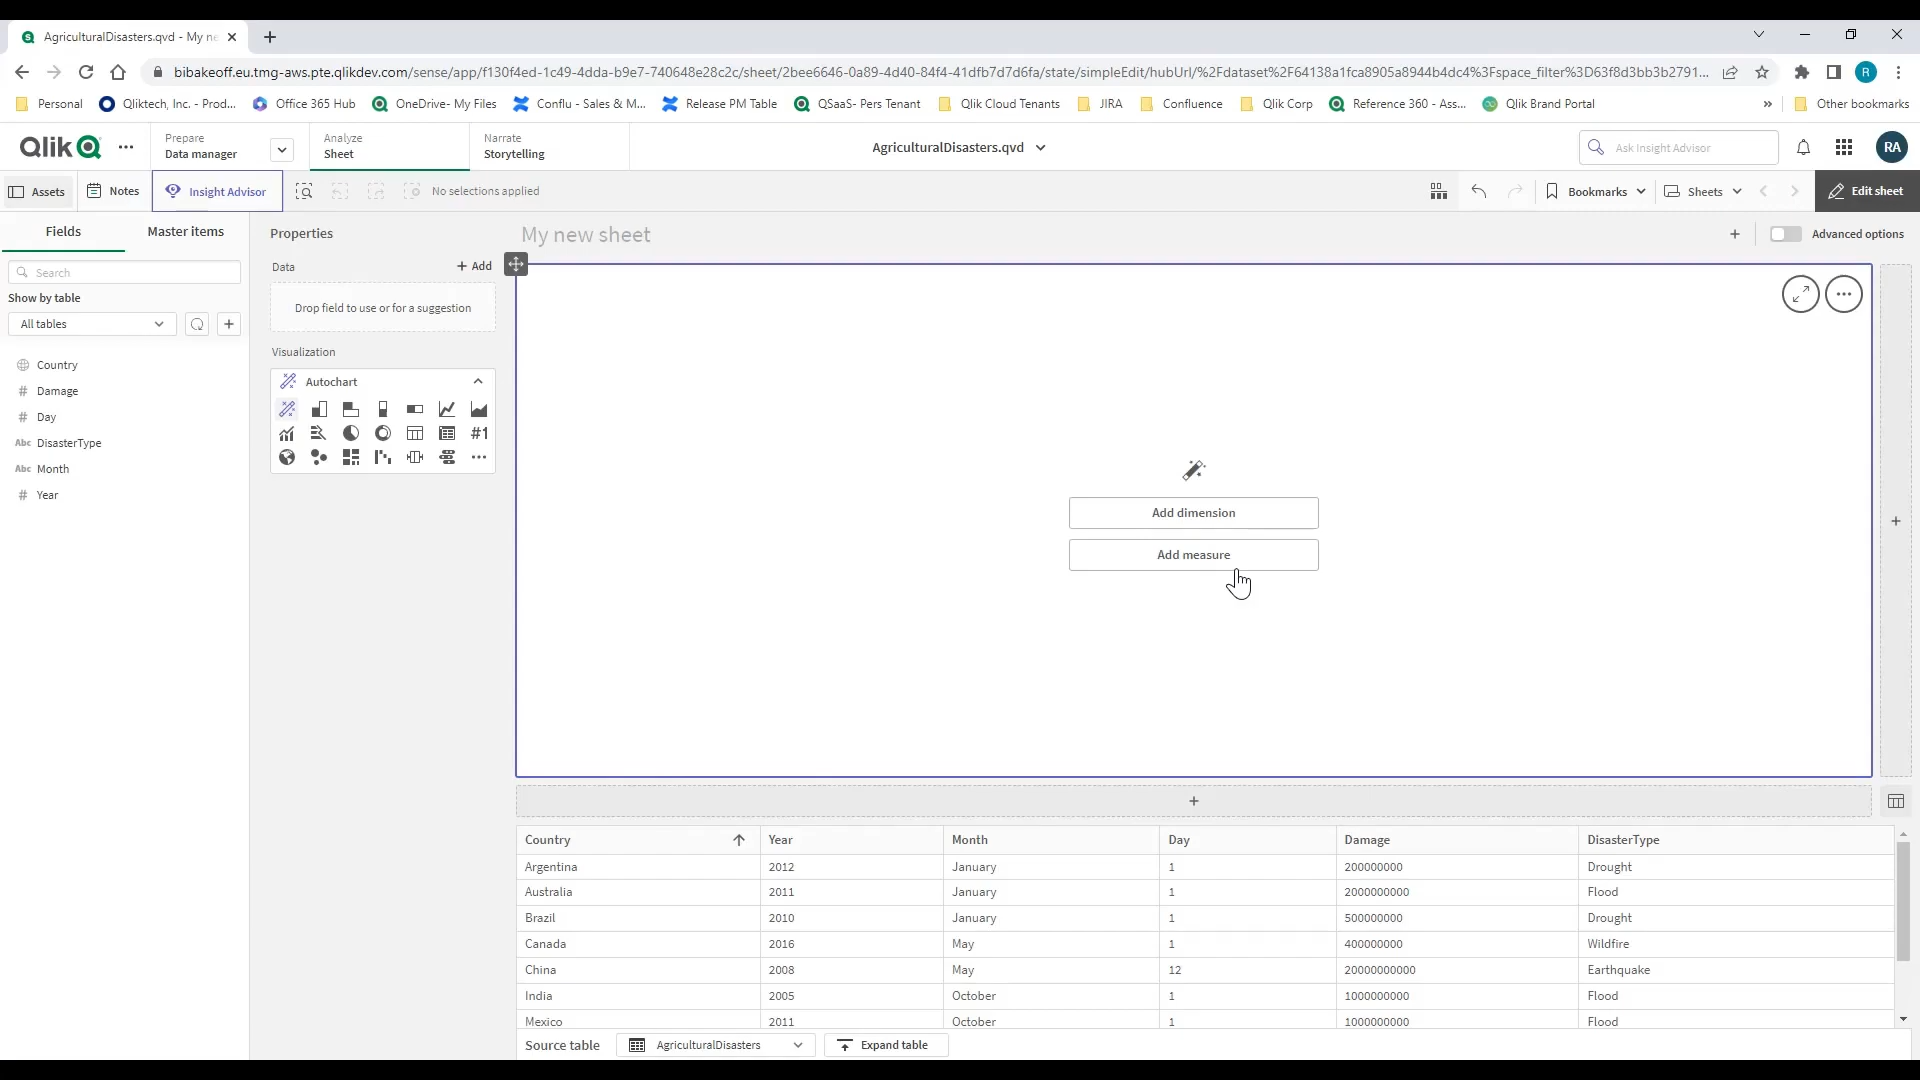 AgriculturalDisasters.qvd - My ne
bibakeoff.eu.tmg-aws.pte.qlikdev.com/sense/app/f130f4ed-1c49-4dda-b9e7-740648e28c2c/sheet/2bee6646-0a89-4d40-84f4-41dfb7d7d6fa/state/simpleEdit/hubUrl/%2Fdataset%2F64138a1fca8905a8944b4dc4%3Fspace_filter%3D63f8d3bb3b2791...
R
Personal Qliktech, Inc. - Prod... Office 365 Hub OneDrive- My Files Conflu - Sales & M... Release PM Table QSaaS- Pers Tenant Qlik Cloud Tenants JIRA Confluence Qlik Corp Reference 360 - Ass... Qlik Brand Portal » Other bookmarks
Qlik
Prepare
Data manager
Analyze
Sheet
Narrate
Storytelling
AgriculturalDisasters.qvd
Ask Insight Advisor
RA
Assets Notes Insight Advisor No selections applied Bookmarks Sheets Edit sheet
Fields Master items
Search
Show by table
All tables
Country
# Damage
# Day
Abc DisasterType
Abc Month
# Year
Properties
Data + Add
Drop field to use or for a suggestion
Visualization
Autochart
#1
My new sheet
Advanced options
Add dimension
Add measure
Country Year Month Day Damage DisasterType
Argentina 2012 January 1 200000000 Drought
Australia 2011 January 1 2000000000 Flood
Brazil 2010 January 1 500000000 Drought
Canada 2016 May 1 400000000 Wildfire
China 2008 May 12 20000000000 Earthquake
India 2005 October 1 1000000000 Flood
Mexico 2011 October 1 1000000000 Flood
Source table AgriculturalDisasters Expand table